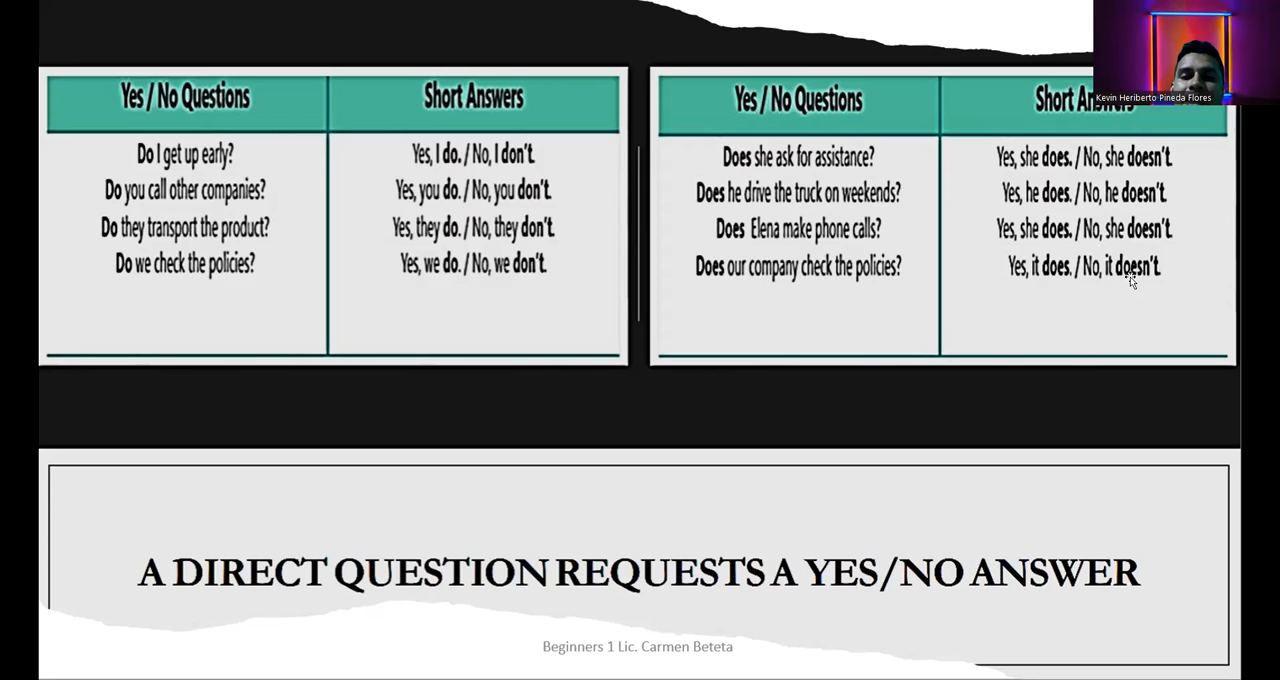 Kevin Heriberto Pineda Flores
Yes / No Questions
Short Answers
Do I get up early?
Yes, I do. / No, I don't.
Do you call other companies?
Yes, you do. / No, you don't.
Do they transport the product?
Yes, they do. / No, they don't.
Do we check the policies?
Yes, we do. / No, we don't.
Yes / No Questions
Short Answers
Does she ask for assistance?
Yes, she does. / No, she doesn't.
Does he drive the truck on weekends?
Yes, he does. / No, he doesn't.
Does Elena make phone calls?
Yes, she does. / No, she doesn't.
Does our company check the policies?
Yes, it does. / No, it doesn't.
A DIRECT QUESTION REQUESTS A YES/NO ANSWER
Beginners 1 Lic. Carmen Beteta